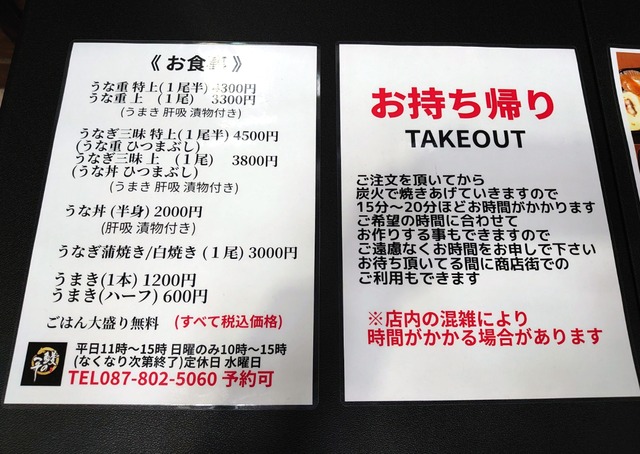 《 お食事 》
うな重 特上(1尾半) 4300円
うな重 上 (1尾) 3300円
(うまき 肝吸 漬物付き)
うなぎ三昧 特上(1尾半) 4500円
(うな重 ひつまぶし)
うなぎ三昧 上 (1尾) 3800円
(うな丼 ひつまぶし)
(うまき 肝吸 漬物付き)
うな丼 (半身) 2000円
(肝吸 漬物付き)
うなぎ蒲焼き/白焼き (1尾) 3000円
うまき(1本) 1200円
うまき(ハーフ) 600円
ごはん大盛り無料 (すべて税込価格)
平日11時〜15時 日曜のみ10時〜15時
(なくなり次第終了)定休日 水曜日
TEL087-802-5060 予約可
お持ち帰り
TAKEOUT
ご注文を頂いてから
炭火で焼きあげていきますので
15分〜20分ほどお時間がかかります
ご希望の時間に合わせて
お作りする事もできますので
ご遠慮なくお時間をお申し下さい
お待ち頂いてる間に商店街での
ご利用もできます
※店内の混雑により
時間がかかる場合があります